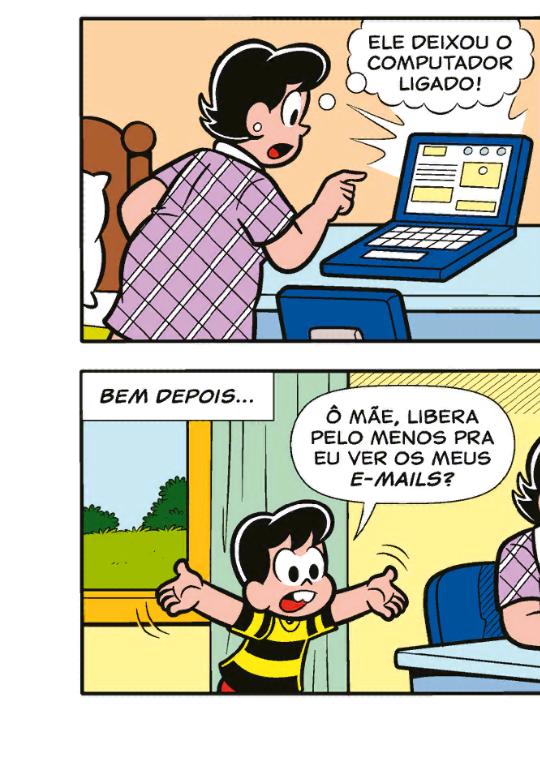 ELE DEIXOU O
COMPUTADOR
LIGADO!
BEM DEPOIS...
Ô MÃE, LIBERA
PELO MENOS PRA
EU VER OS MEUS
E-MAILS?